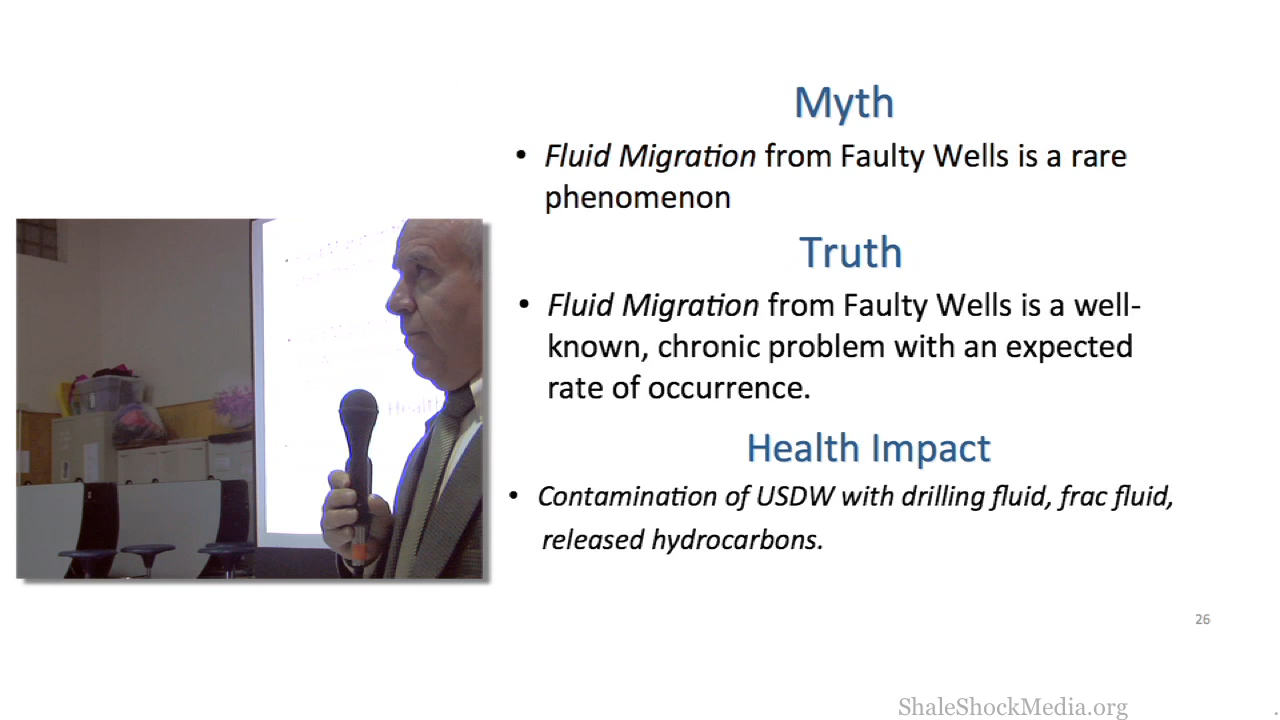 Myth
• Fluid Migration from Faulty Wells is a rare
phenomenon
Truth
• Fluid Migration from Faulty Wells is a well-
known, chronic problem with an expected
rate of occurrence.
Health Impact
• Contamination of USDW with drilling fluid, frac fluid,
released hydrocarbons.
26
ShaleShockMedia.org